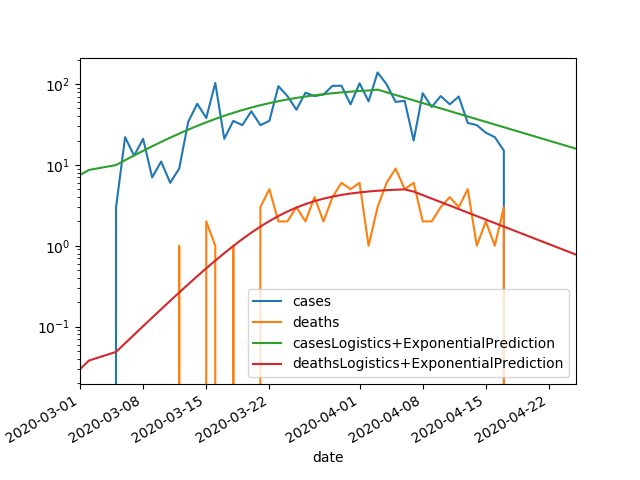 10²
10¹
10⁰
10⁻¹
cases
deaths
casesLogistics+ExponentialPrediction
deathsLogistics+ExponentialPrediction
2020-03-01
2020-03-08
2020-03-15
2020-03-22
2020-04-01
2020-04-08
2020-04-15
2020-04-22
date